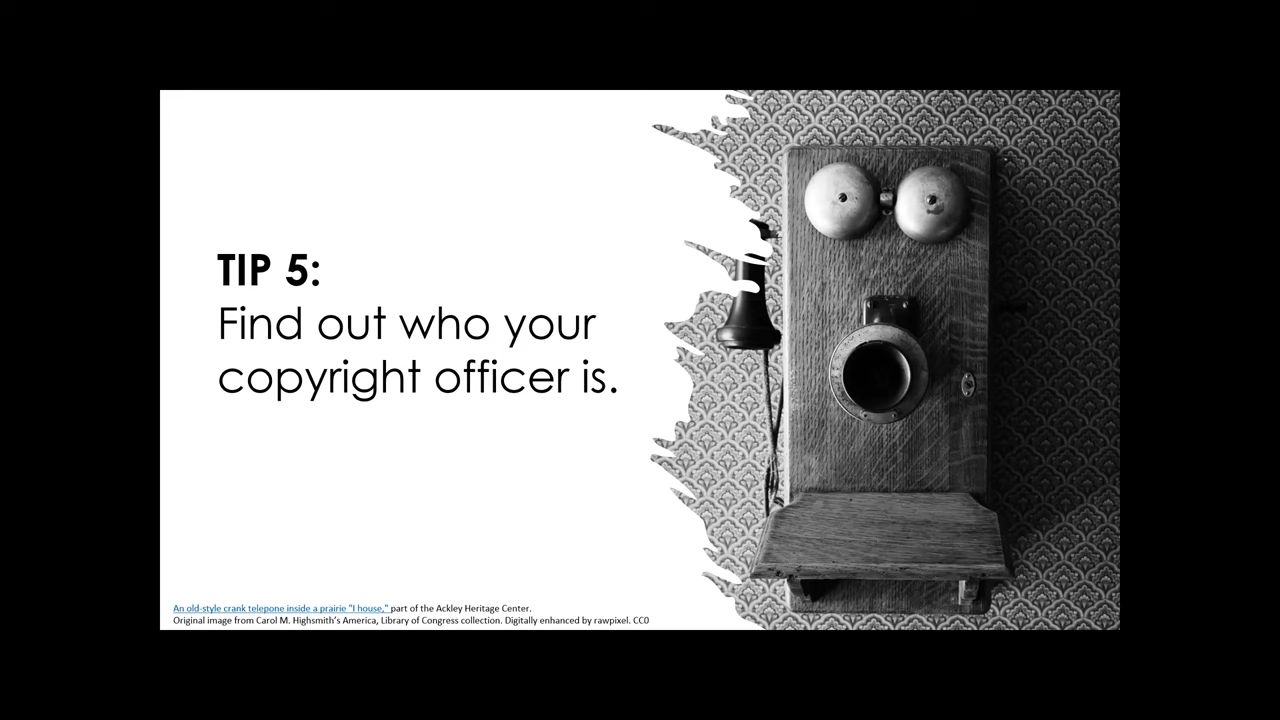 TIP 5:
Find out who your
copyright officer is.
An old-style crank telepone inside a prairie "I house," part of the Ackley Heritage Center.
Original image from Carol M. Highsmith’s America, Library of Congress collection. Digitally enhanced by rawpixel. CC0